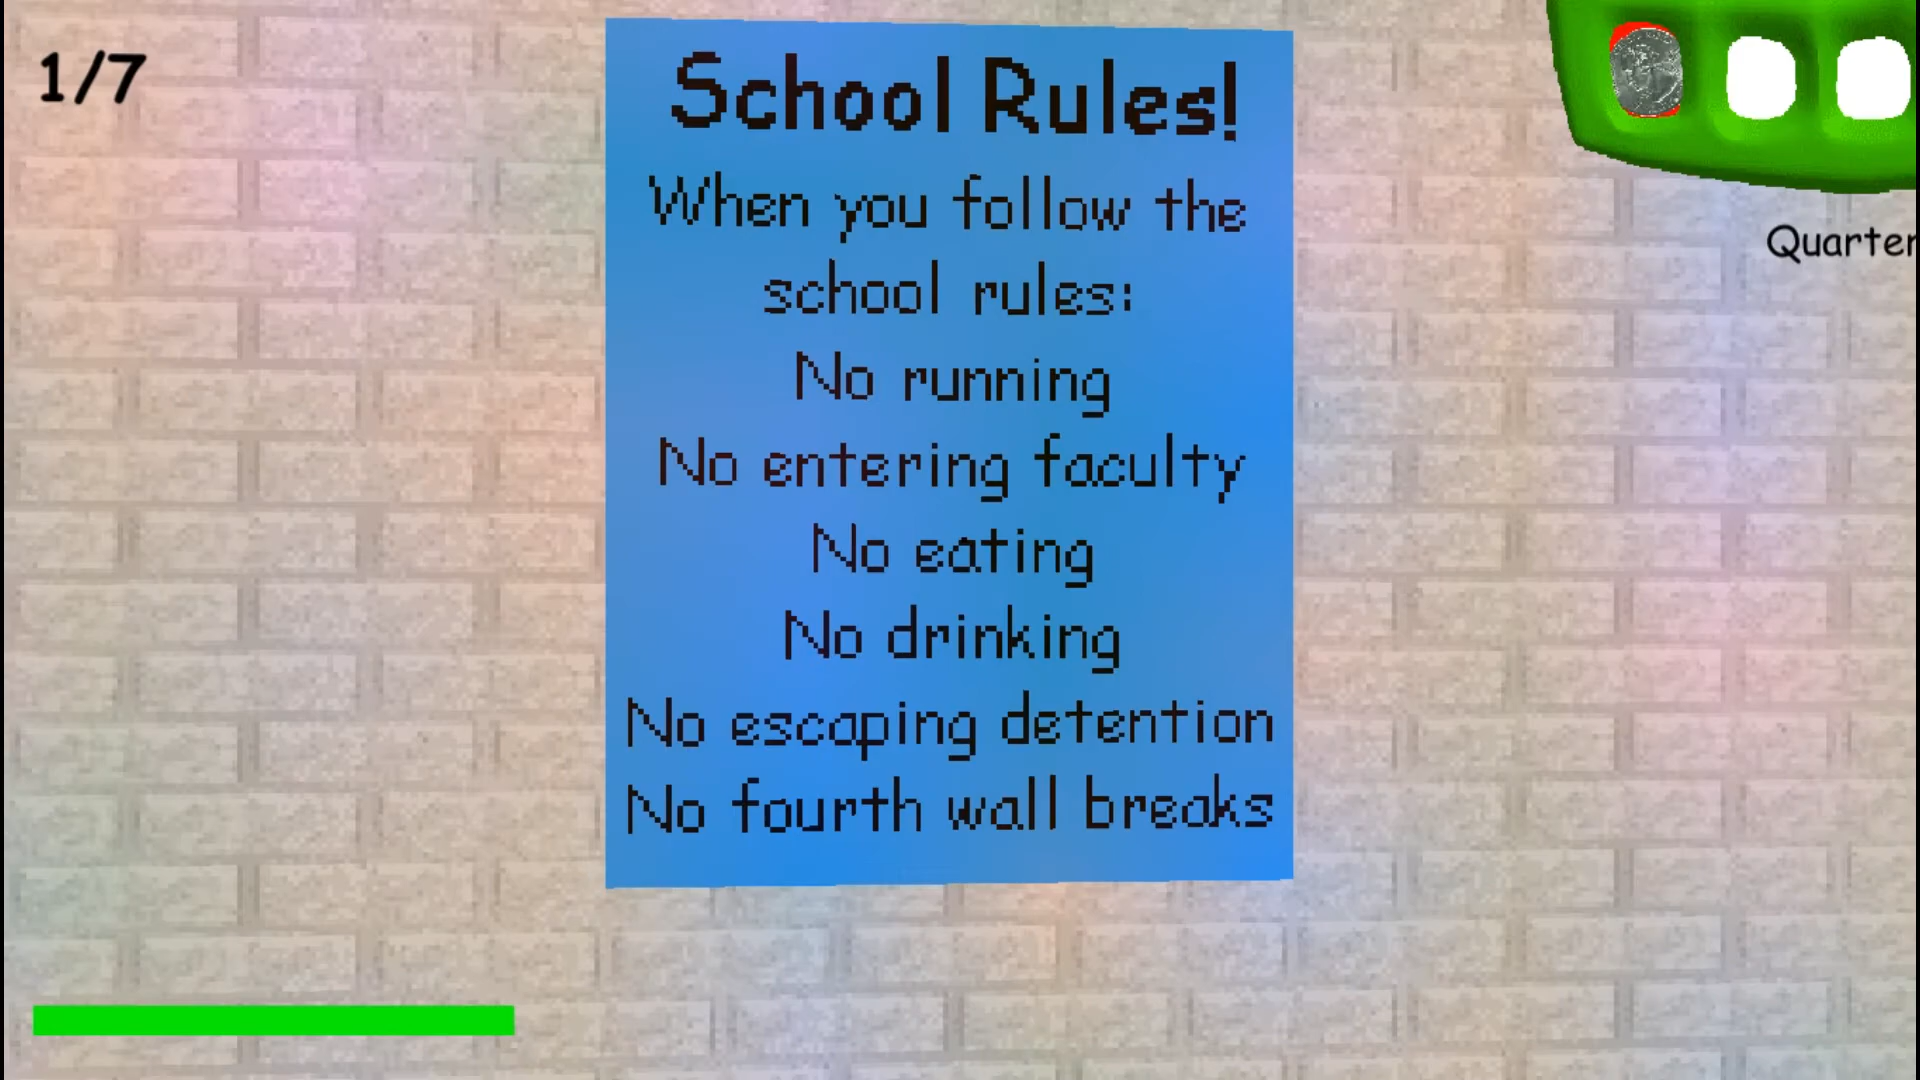 1/7
School Rules!
When you follow the
school rules:
No running
No entering faculty
No eating
No drinking
No escaping detention
No fourth wall breaks
Quarter